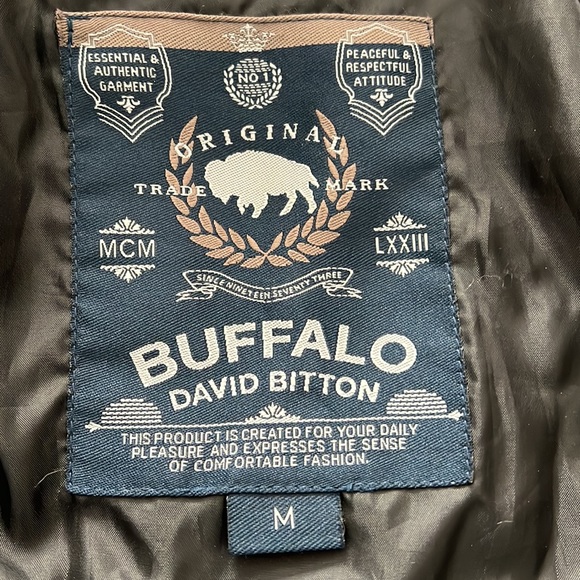 ESSENTIAL &
AUTHENTIC
GARMENT
NO 1
PEACEFUL &
RESPECTFUL
ATTITUDE
ORIGINAL
TRADE MARK
MCM
LXXIII
SINCE NINETEEN SEVENTY THREE
BUFFALO
DAVID BITTON
THIS PRODUCT IS CREATED FOR YOUR DAILY
PLEASURE AND EXPRESSES THE SENSE
OF COMFORTABLE FASHION.
M